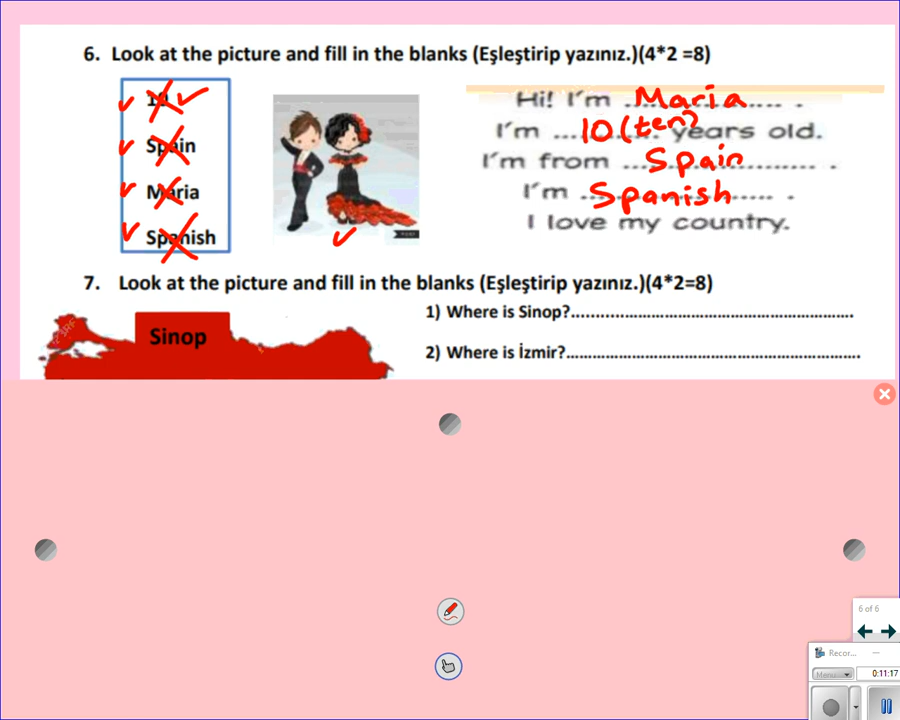 6. Look at the picture and fill in the blanks (Eşleştirip yazınız.)(4*2 =8)
10
Spain
Maria
Spanish
Hi! I'm ... Maria ... .
I'm ... 10 (ten) years old.
I'm from ... Spain ... .
I'm ... Spanish ... .
I love my country.
7. Look at the picture and fill in the blanks (Eşleştirip yazınız.)(4*2=8)
Sinop
1) Where is Sinop?...
2) Where is İzmir?...
6 of 6
Recor...
Menu
0:11:17